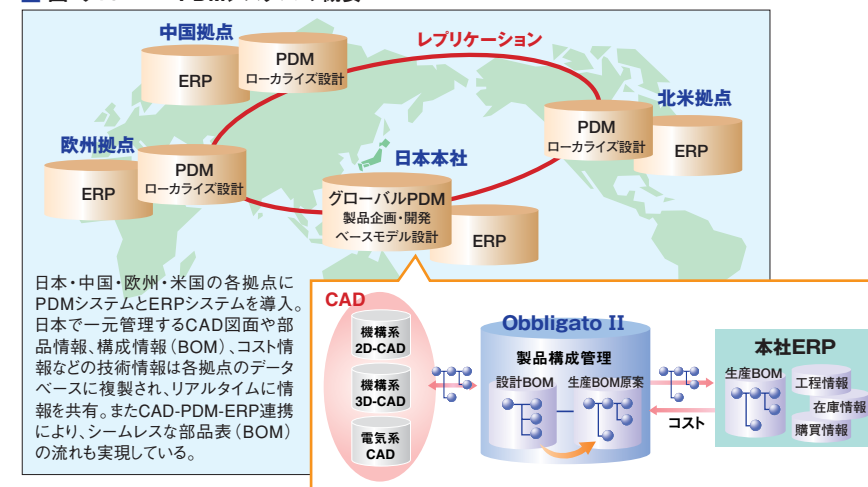 中国拠点
PDM
ローカライズ設計
ERP
レプリケーション
北米拠点
PDM
ローカライズ設計
ERP
欧州拠点
PDM
ローカライズ設計
ERP
日本本社
グローバルPDM
製品企画・開発
ベースモデル設計
ERP
日本・中国・欧州・米国の各拠点に
PDMシステムとERPシステムを導入。
日本で一元管理するCAD図面や部
品情報、構成情報（BOM）、コスト情
報などの技術情報は各拠点のデータ
ベースに複製され、リアルタイムに情
報を共有。またCAD-PDM-ERP連携
により、シームレスな部品表（BOM）
の流れも実現している。
CAD
機構系
2D-CAD
機構系
3D-CAD
電気系
CAD
Obbligato II
製品構成管理
設計BOM
生産BOM原案
コスト
本社ERP
生産BOM
工程情報
在庫情報
購買情報